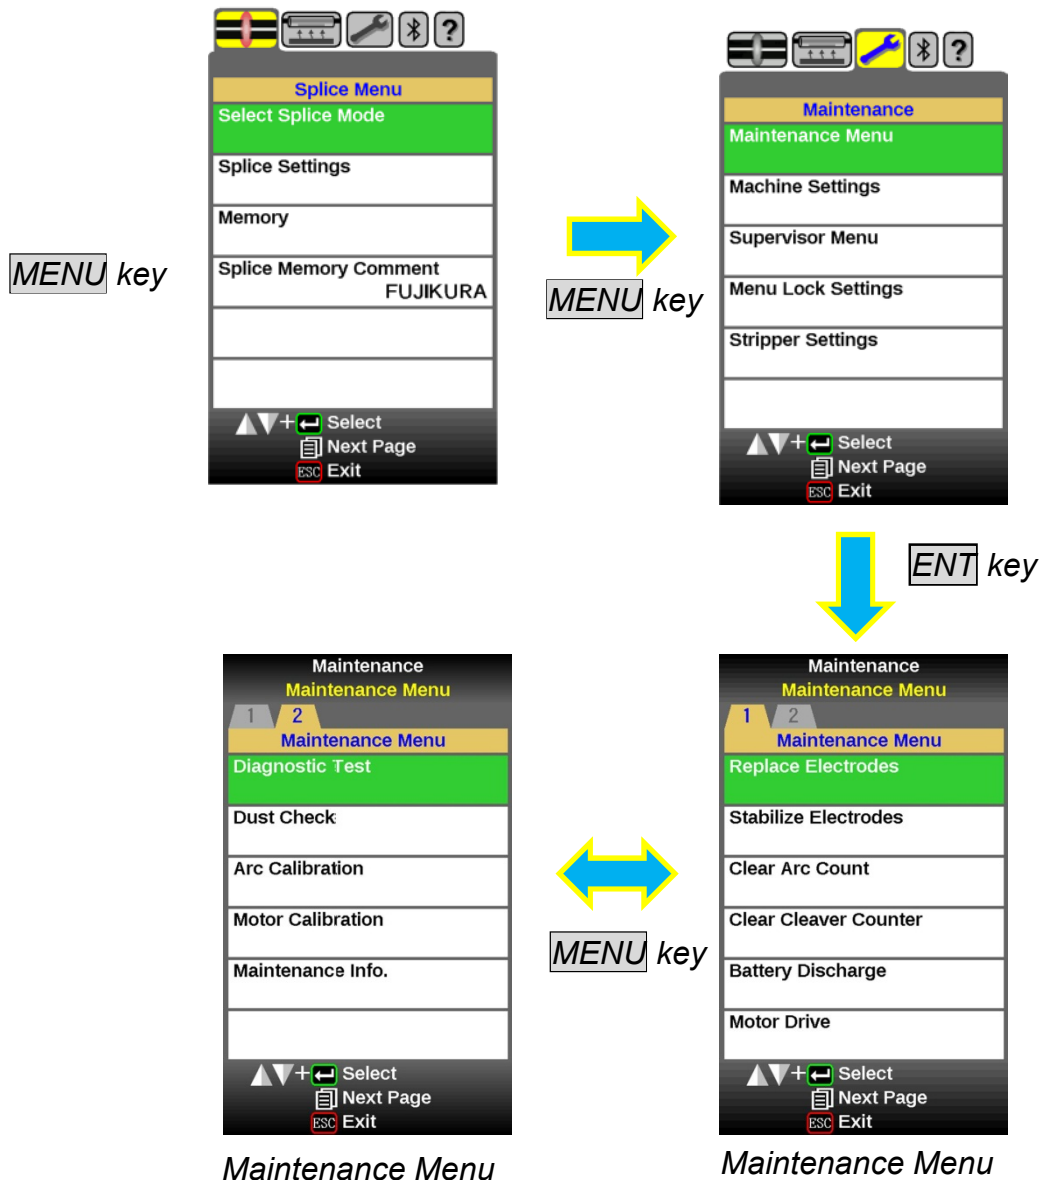 MENU key
?
Splice Menu
Select Splice Mode
Splice Settings
Memory
Splice Memory Comment
FUJIKURA
+ Select
Next Page
ESC Exit
MENU key
?
Maintenance
Maintenance Menu
Machine Settings
Supervisor Menu
Menu Lock Settings
Stripper Settings
+ Select
Next Page
ESC Exit
ENT key
Maintenance
Maintenance Menu
1 2
Maintenance Menu
Diagnostic Test
Dust Check
Arc Calibration
Motor Calibration
Maintenance Info.
+ Select
Next Page
ESC Exit
Maintenance Menu
MENU key
Maintenance
Maintenance Menu
1 2
Maintenance Menu
Replace Electrodes
Stabilize Electrodes
Clear Arc Count
Clear Cleaver Counter
Battery Discharge
Motor Drive
+ Select
Next Page
ESC Exit
Maintenance Menu